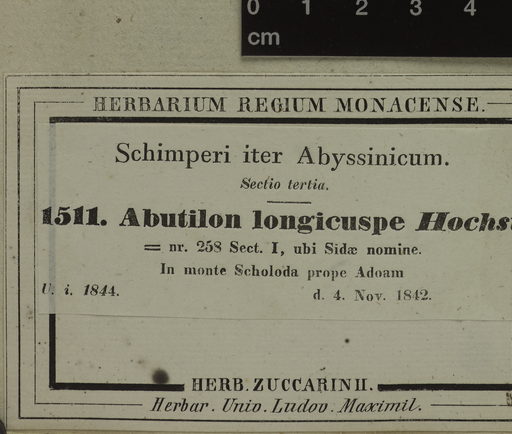 0 1 2 3 4
cm
HERBARIUM REGIUM MONACENSE.
Schimperi iter Abyssinicum.
Sectio tertia.
1511. Abutilon longicuspe Hochst
= nr. 258 Sect. I, ubi Sidæ nomine.
In monte Scholoda prope Adoam
U. i. 1844. d. 4. Nov. 1842.
HERB. ZUCCARINII.
Herbar. Univ. Ludov. Maximil.